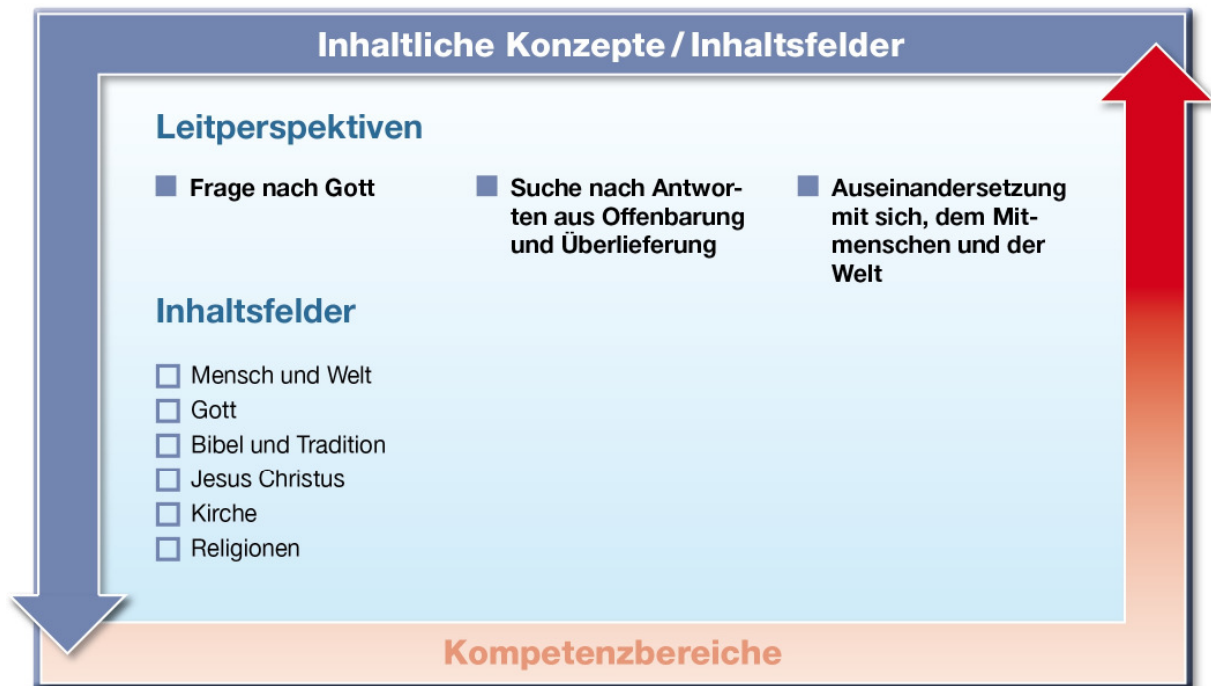 Inhaltliche Konzepte / Inhaltsfelder
Leitperspektiven
Frage nach Gott
Suche nach Antwor-
ten aus Offenbarung
und Überlieferung
Auseinandersetzung
mit sich, dem Mit-
menschen und der
Welt
Inhaltsfelder
Mensch und Welt
Gott
Bibel und Tradition
Jesus Christus
Kirche
Religionen
Kompetenzbereiche